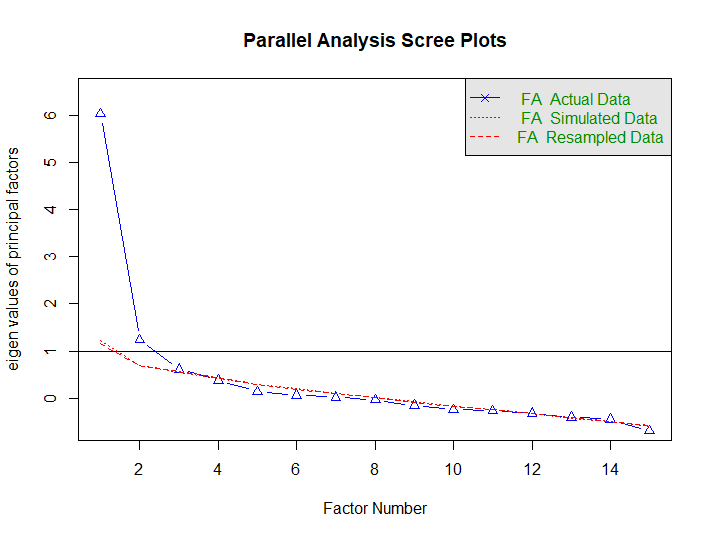 Parallel Analysis Scree Plots
FA Actual Data
FA Simulated Data
FA Resampled Data
eigen values of principal factors
6
5
4
3
2
1
0
2 4 6 8 10 12 14
Factor Number